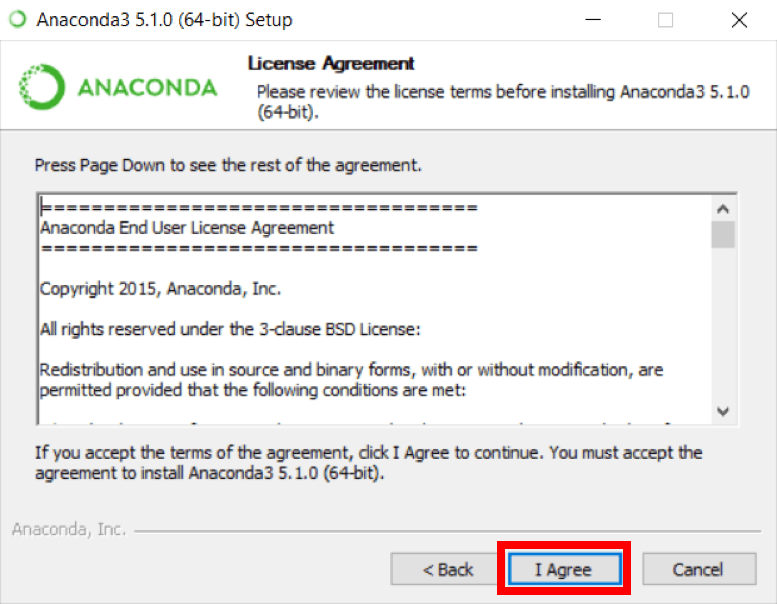 Anaconda3 5.1.0 (64-bit) Setup
ANACONDA
License Agreement
Please review the license terms before installing Anaconda3 5.1.0
(64-bit).
Press Page Down to see the rest of the agreement.
===================================
Anaconda End User License Agreement
===================================
Copyright 2015, Anaconda, Inc.
All rights reserved under the 3-clause BSD License:
Redistribution and use in source and binary forms, with or without modification, are
permitted provided that the following conditions are met:
If you accept the terms of the agreement, click I Agree to continue. You must accept the
agreement to install Anaconda3 5.1.0 (64-bit).
Anaconda, Inc.
< Back
I Agree
Cancel